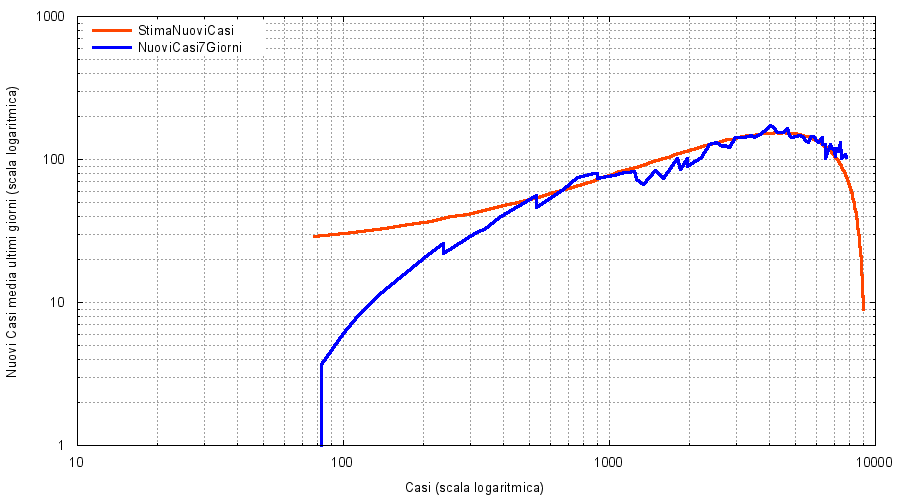 1000
100
10
1
StimaNuoviCasi
NuoviCasi7Giorni
Nuovi Casi media ultimi giorni (scala logaritmica)
10
100
1000
10000
Casi (scala logaritmica)